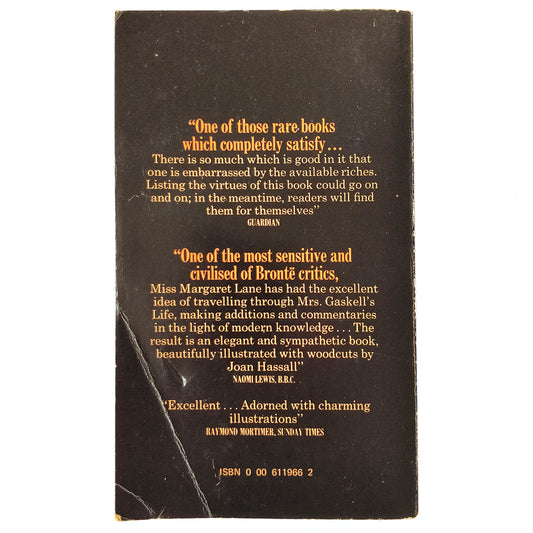 “One of those rare books
which completely satisfy...
There is so much which is good in it that
one is embarrassed by the available riches.
Listing the virtues of this book could go on
and on; in the meantime, readers will find
them for themselves”
GUARDIAN
“One of the most sensitive and
civilised of Brontë critics,
Miss Margaret Lane has had the excellent
idea of travelling through Mrs. Gaskell's
Life, making additions and commentaries
in the light of modern knowledge... The
result is an elegant and sympathetic book,
beautifully illustrated with woodcuts by
Joan Hassall”
NAOMI LEWIS, B.B.C.
“Excellent... Adorned with charming
illustrations”
RAYMOND MORTIMER, SUNDAY TIMES
ISBN 0 00 611966 2